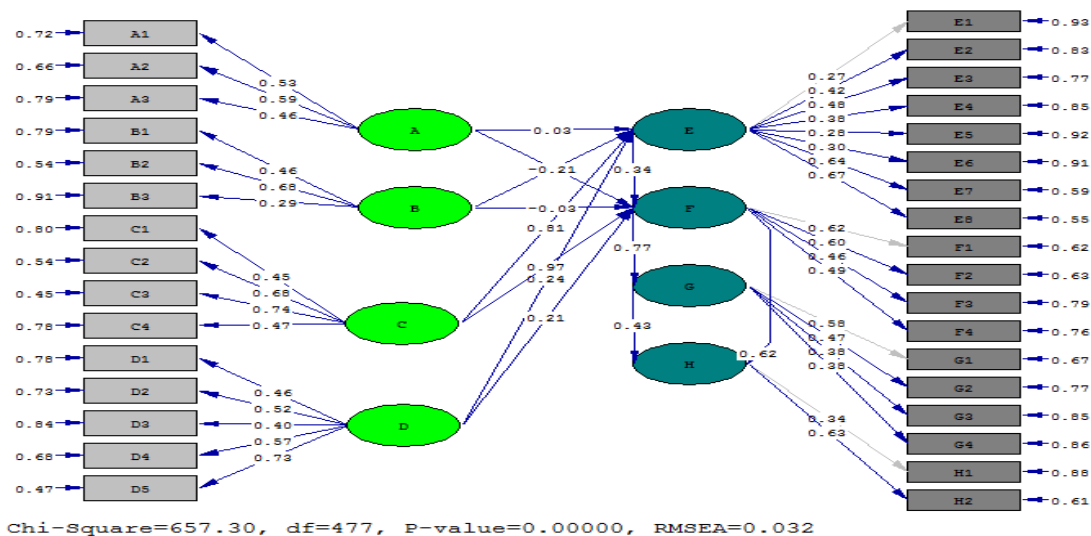 0.72 A1
0.66 A2
0.79 A3
0.79 B1
0.54 B2
0.91 B3
0.80 C1
0.54 C2
0.45 C3
0.78 C4
0.78 D1
0.73 D2
0.84 D3
0.68 D4
0.47 D5
0.53
0.59
0.46
0.46
0.68
0.29
0.45
0.68
0.74
0.47
0.46
0.52
0.40
0.57
0.73
A
B
C
D
0.03
-0.21
-0.03
0.81
0.97
0.24
0.21
E
0.34
F
0.77
G
0.43
H
0.62
0.27
0.42
0.48
0.38
0.28
0.30
0.64
0.67
0.62
0.60
0.46
0.49
0.58
0.47
0.38
0.38
0.34
0.63
E1 0.93
E2 0.83
E3 0.77
E4 0.85
E5 0.92
E6 0.91
E7 0.59
E8 0.55
F1 0.62
F2 0.63
F3 0.79
F4 0.76
G1 0.67
G2 0.77
G3 0.85
G4 0.86
H1 0.88
H2 0.61
Chi-Square=657.30, df=477, P-value=0.00000, RMSEA=0.032